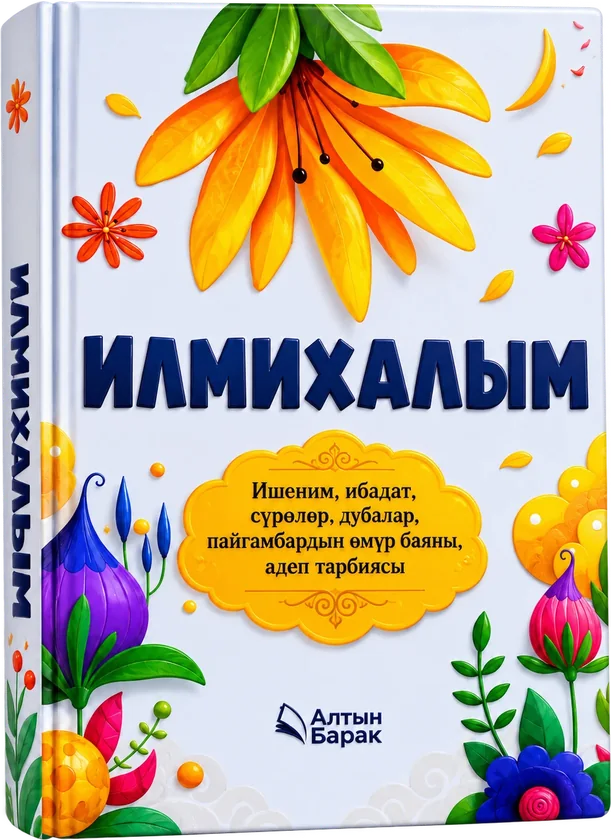 ИЛМИХАЛЫМ
ИЛМИХАЛЫМ
Ишеним, ибадат,
сүрөлөр, дубалар,
пайгамбардын өмүр баяны,
адеп тарбиясы
Алтын
Барак